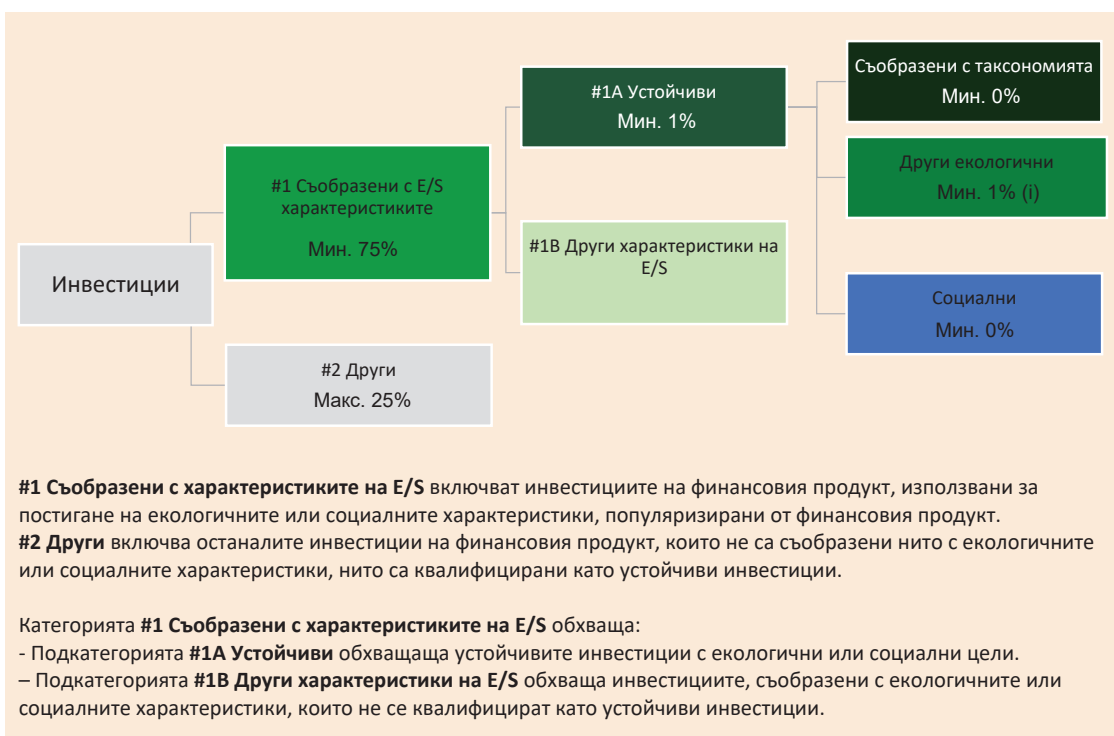 Инвестиции
#1 Съобразени с E/S
характеристиките
Мин. 75%
#2 Други
Макс. 25%
#1A Устойчиви
Мин. 1%
#1B Други характеристики на
E/S
Съобразени с таксономията
Мин. 0%
Други екологични
Мин. 1% (i)
Социални
Мин. 0%
#1 Съобразени с характеристиките на E/S включват инвестициите на финансовия продукт, използвани за
постигане на екологичните или социалните характеристики, популяризирани от финансовия продукт.
#2 Други включва останалите инвестиции на финансовия продукт, които не са съобразени нито с екологичните
или социалните характеристики, нито са квалифицирани като устойчиви инвестиции.
Категорията #1 Съобразени с характеристиките на E/S обхваща:
- Подкатегорията #1A Устойчиви обхващаща устойчивите инвестиции с екологични или социални цели.
– Подкатегорията #1B Други характеристики на E/S обхваща инвестициите, съобразени с екологичните или
социалните характеристики, които не се квалифицират като устойчиви инвестиции.